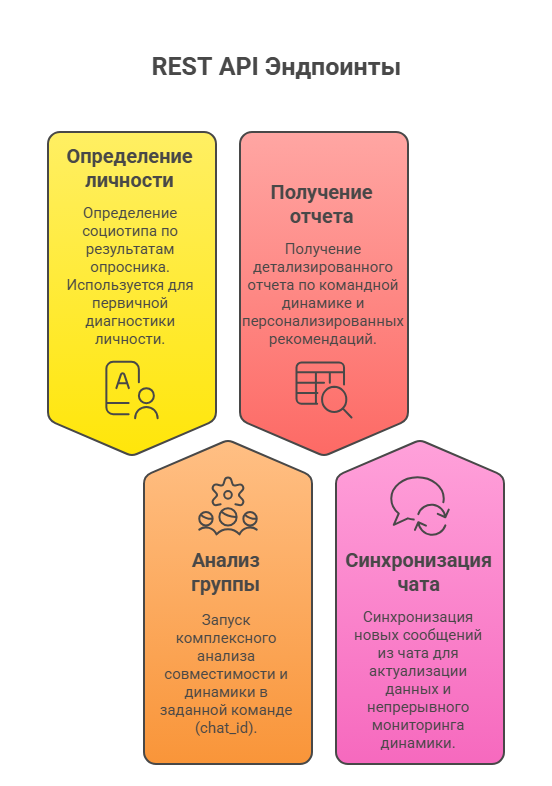 REST API Эндпоинты
Определение
личности
Определение
социотипа по
результатам
опросника.
Используется для
первичной
диагностики
личности.
A
Получение
отчета
Получение
детализированного
отчета по командной
динамике и
персонализированных
рекомендаций.
Анализ
группы
Запуск
комплексного
анализа
совместимости и
динамики в
заданной команде
(chat_id).
Синхронизация
чата
Синхронизация
новых сообщений
из чата для
актуализации
данных и
непрерывного
мониторинга
динамики.